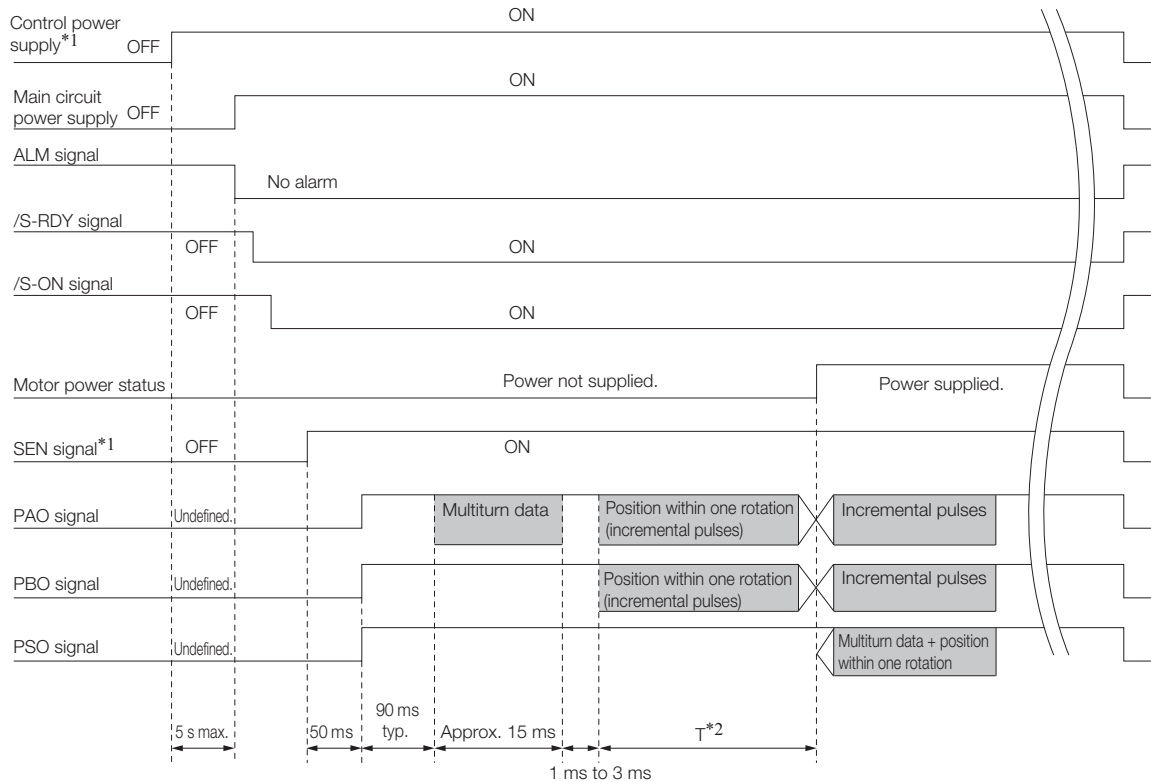 Control power
supply*1 OFF ON
Main circuit
power supply OFF ON
ALM signal
No alarm
/S-RDY signal
OFF ON
/S-ON signal
OFF ON
Motor power status Power not supplied. Power supplied.
SEN signal*1 OFF ON
PAO signal Undefined. Multiturn data Position within one rotation
(incremental pulses) Incremental pulses
PBO signal Undefined. Position within one rotation
(incremental pulses) Incremental pulses
PSO signal Undefined. Multiturn data + position
within one rotation
5 s max. 50 ms 90 ms
typ. Approx. 15 ms T*2
1 ms to 3 ms